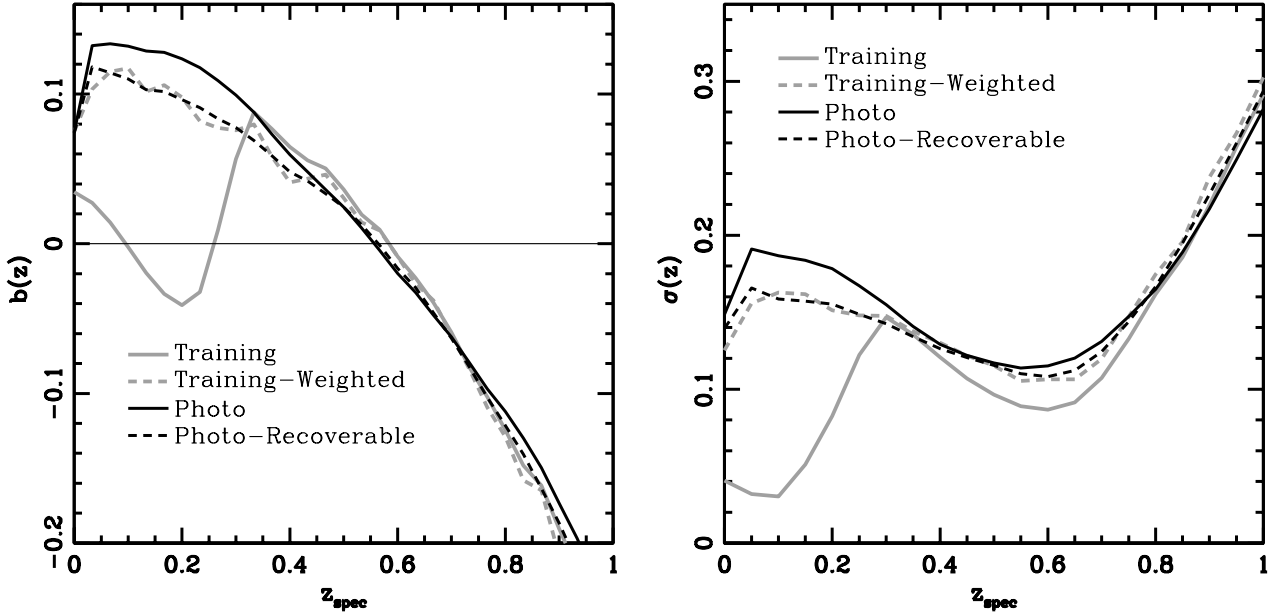 0.1
0
−0.1
−0.2
b(z)
Training
Training−Weighted
Photo
Photo−Recoverable
0 0.2 0.4 0.6 0.8 1
zspec
0.3
0.2
0.1
0
σ(z)
Training
Training−Weighted
Photo
Photo−Recoverable
0 0.2 0.4 0.6 0.8 1
zspec